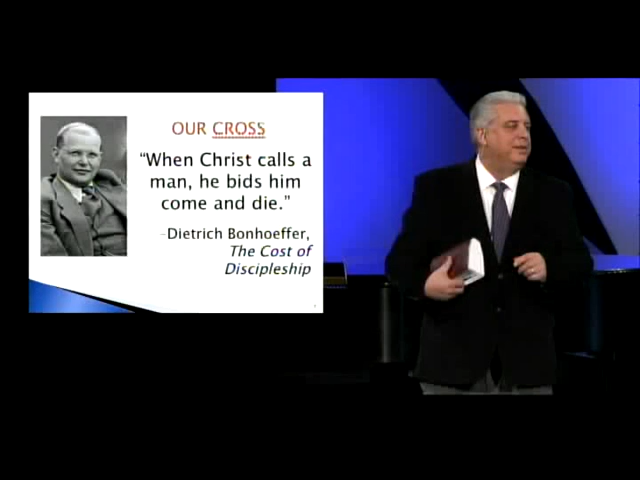 OUR CROSS
“When Christ calls a
man, he bids him
come and die.”
–Dietrich Bonhoeffer,
The Cost of
Discipleship